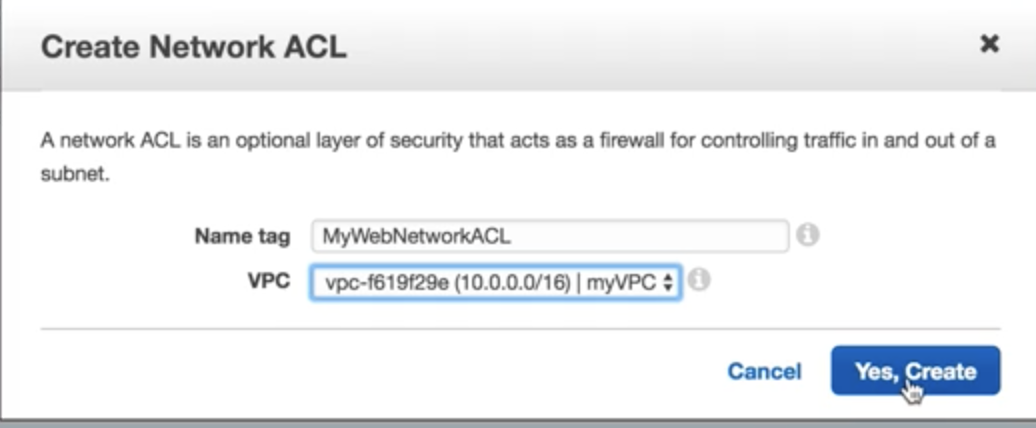 Create Network ACL
A network ACL is an optional layer of security that acts as a firewall for controlling traffic in and out of a
subnet.
Name tag MyWebNetworkACL
VPC vpc-f619f29e (10.0.0.0/16) | myVPC
Cancel Yes, Create